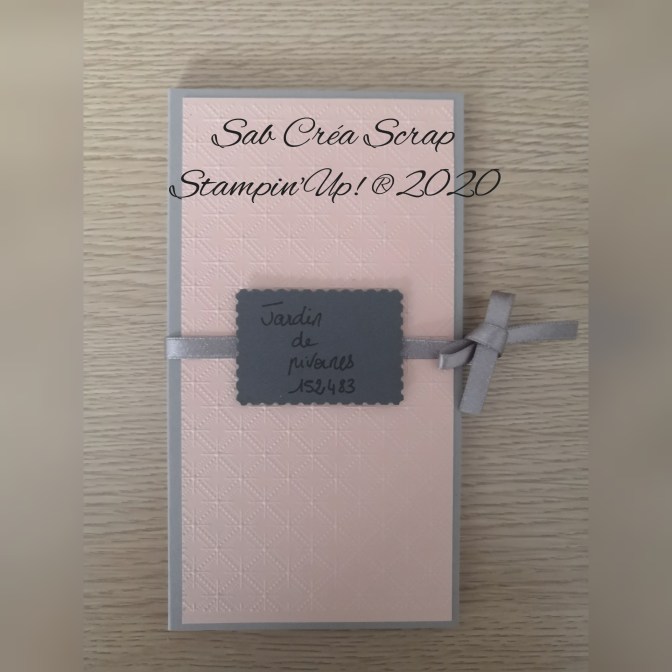 Sab Créa Scrap
Stampin'Up! ® 2020
Jardin
de
pivoines
152483